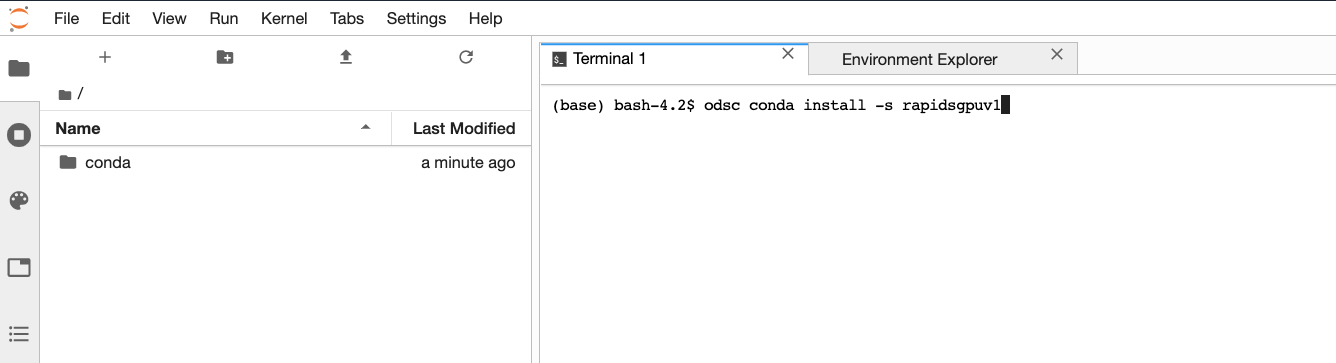 File Edit View Run Kernel Tabs Settings Help
Terminal 1
Environment Explorer
/
Name Last Modified
conda a minute ago
(base) bash-4.2$ odsc conda install -s rapidsgpuv1